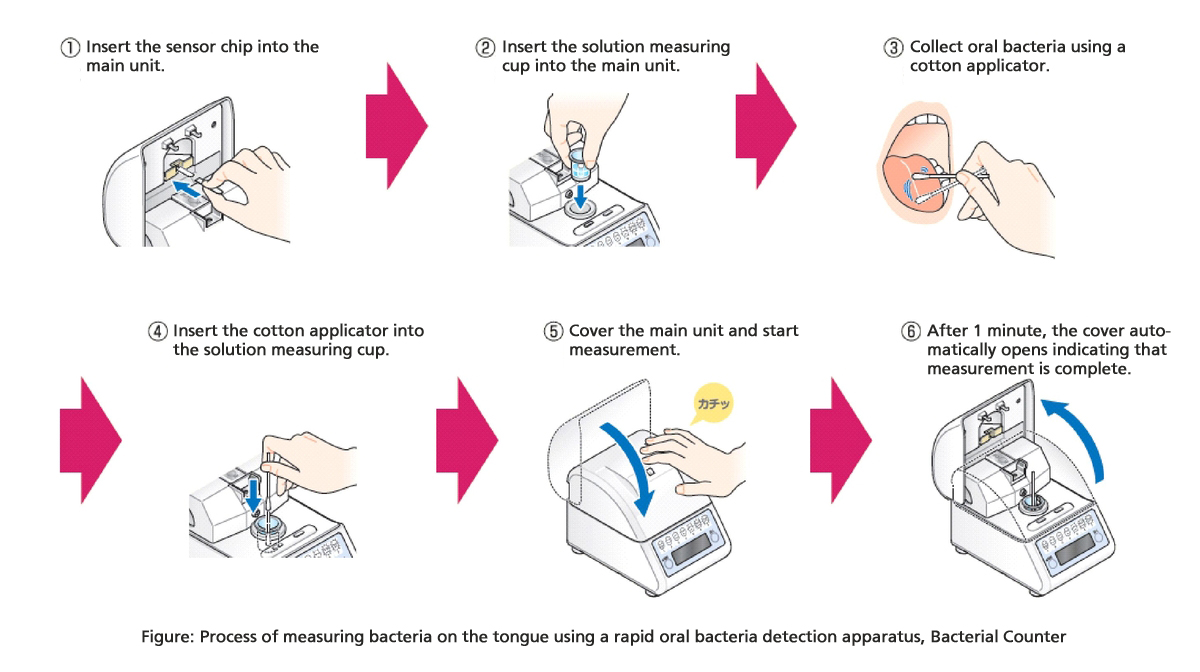 ① Insert the sensor chip into the
main unit.
② Insert the solution measuring
cup into the main unit.
③ Collect oral bacteria using a
cotton applicator.
④ Insert the cotton applicator into
the solution measuring cup.
⑤ Cover the main unit and start
measurement.
カチッ
⑥ After 1 minute, the cover auto-
matically opens indicating that
measurement is complete.
Figure: Process of measuring bacteria on the tongue using a rapid oral bacteria detection apparatus, Bacterial Counter